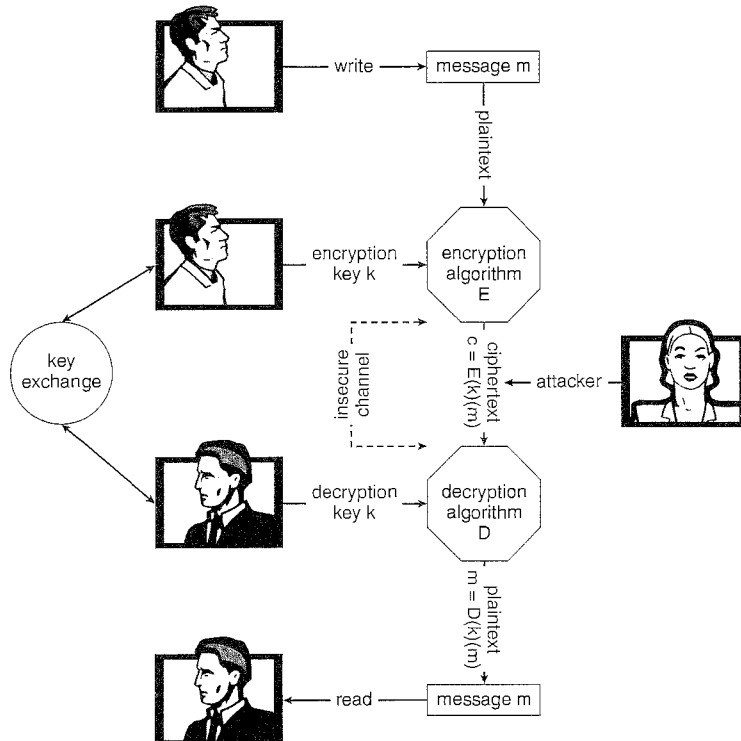 write
message m
plaintext
encryption
key k
encryption
algorithm
E
key
exchange
insecure
channel
ciphertext
c = E(k)(m)
attacker
decryption
key k
decryption
algorithm
D
plaintext
m = D(k)(m)
read
message m